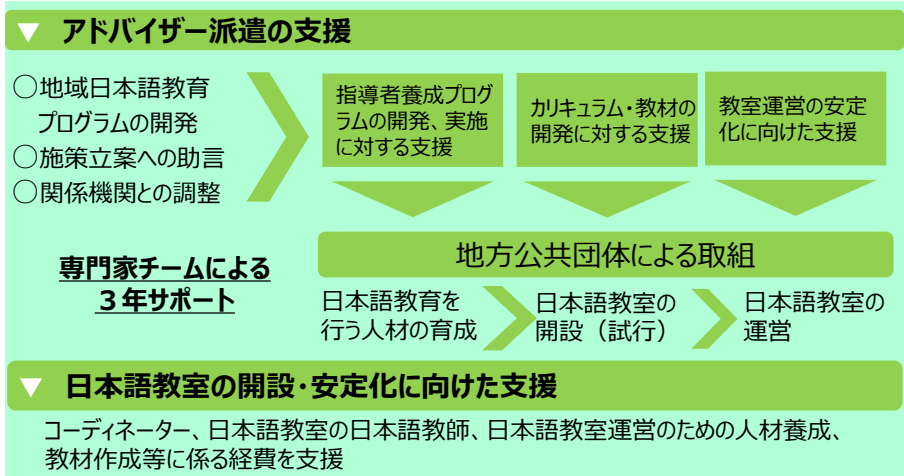 ▼ アドバイザー派遣の支援
○地域日本語教育
プログラムの開発
○施策立案への助言
○関係機関との調整
指導者養成プログ
ラムの開発、実施
に対する支援
カリキュラム・教材の
開発に対する支援
教室運営の安定
化に向けた支援
専門家チームによる
3年サポート
地方公共団体による取組
日本語教育を
行う人材の育成
日本語教室の
開設（試行）
日本語教室の
運営
▼ 日本語教室の開設・安定化に向けた支援
コーディネーター、日本語教室の日本語教師、日本語教室運営のための人材養成、
教材作成等に係る経費を支援